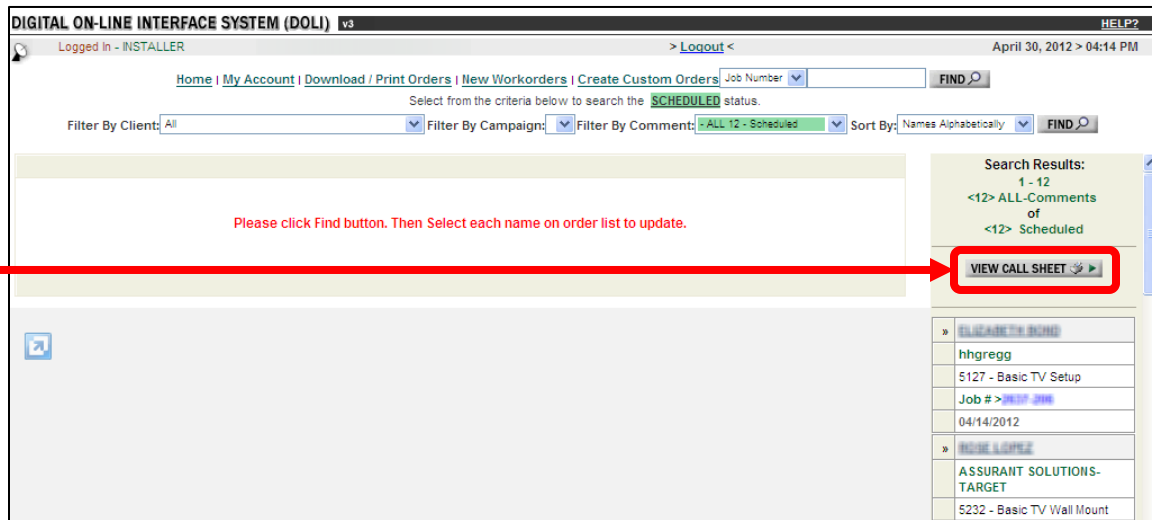 DIGITAL ON-LINE INTERFACE SYSTEM (DOLI) v3 HELP?
Logged In - INSTALLER > Logout < April 30, 2012 > 04:14 PM
Home | My Account | Download / Print Orders | New Workorders | Create Custom Orders Job Number FIND
Select from the criteria below to search the SCHEDULED status.
Filter By Client: All Filter By Campaign: Filter By Comment: - ALL 12 - Scheduled Sort By: Names Alphabetically FIND
Please click Find button. Then Select each name on order list to update.
Search Results:
1 - 12
<12> ALL-Comments
of
<12> Scheduled
VIEW CALL SHEET
»
hhgregg
5127 - Basic TV Setup
Job # >
04/14/2012
»
ASSURANT SOLUTIONS-
TARGET
5232 - Basic TV Wall Mount